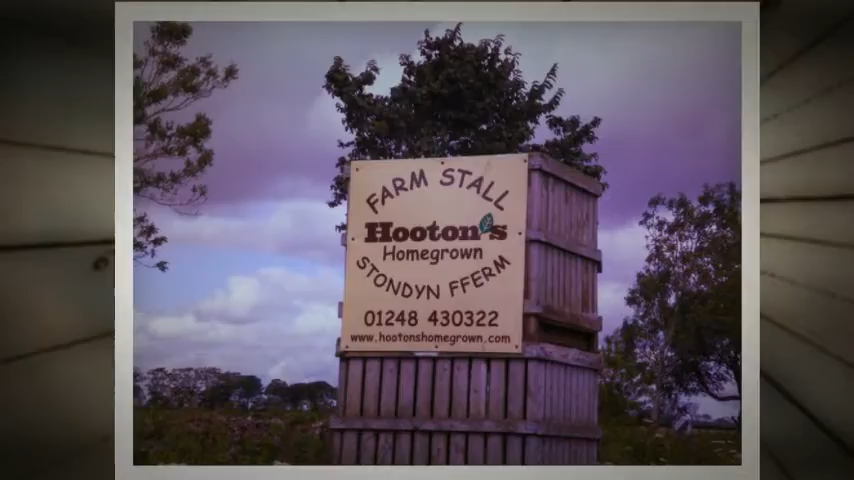 FARM STALL
Hooton's
Homegrown
STONDYN FFERM
01248 430322
www.hootonshomegrown.com